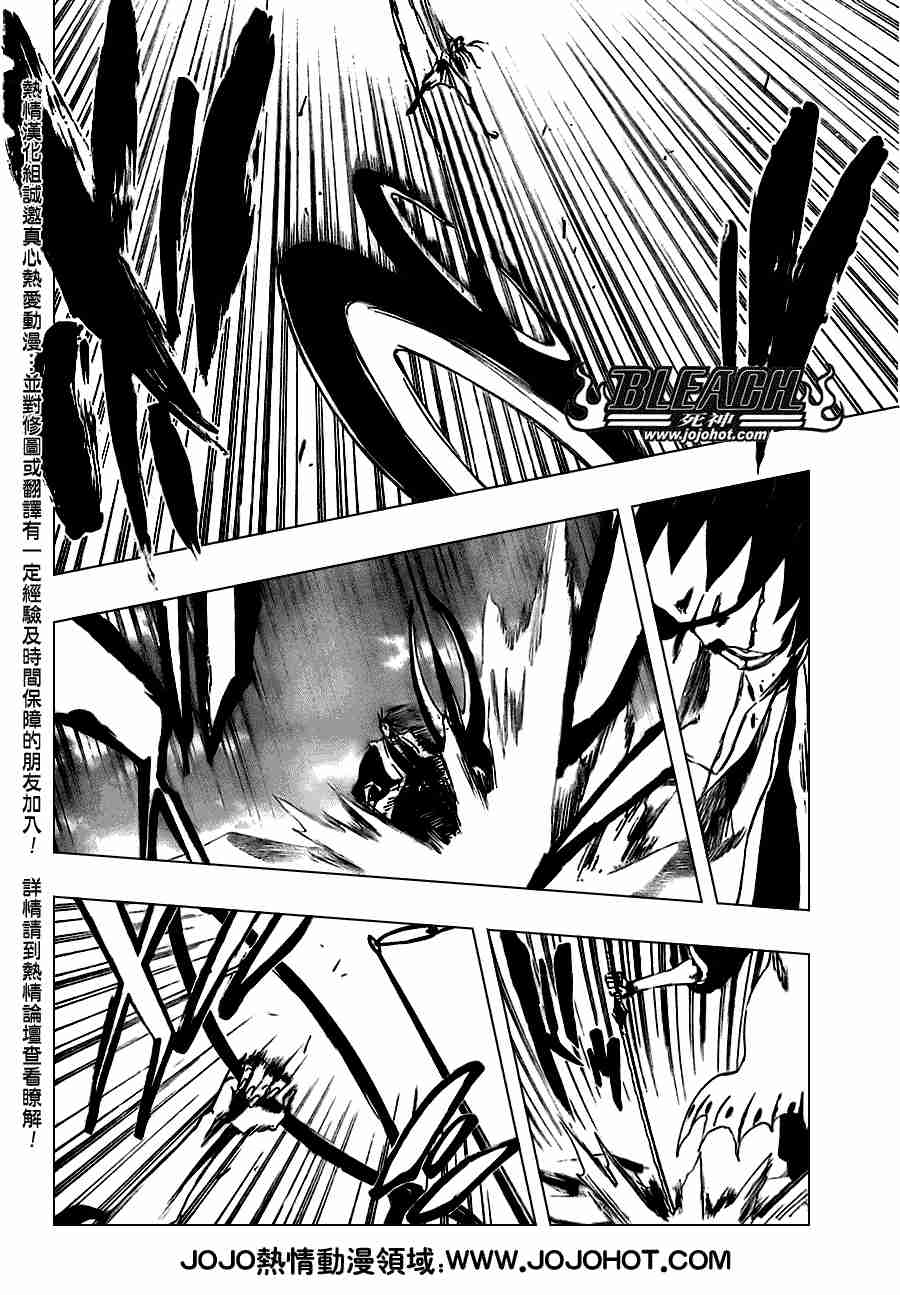 熱情漢化組誠邀真心熱愛動漫…並對修圖或翻譯有一定經驗及時間保障的朋友加入！ 詳情請到熱情論壇查看瞭解！
BLEACH
死神
www.jojohot.com
JOJO熱情動漫領域:WWW.JOJOHOT.COM